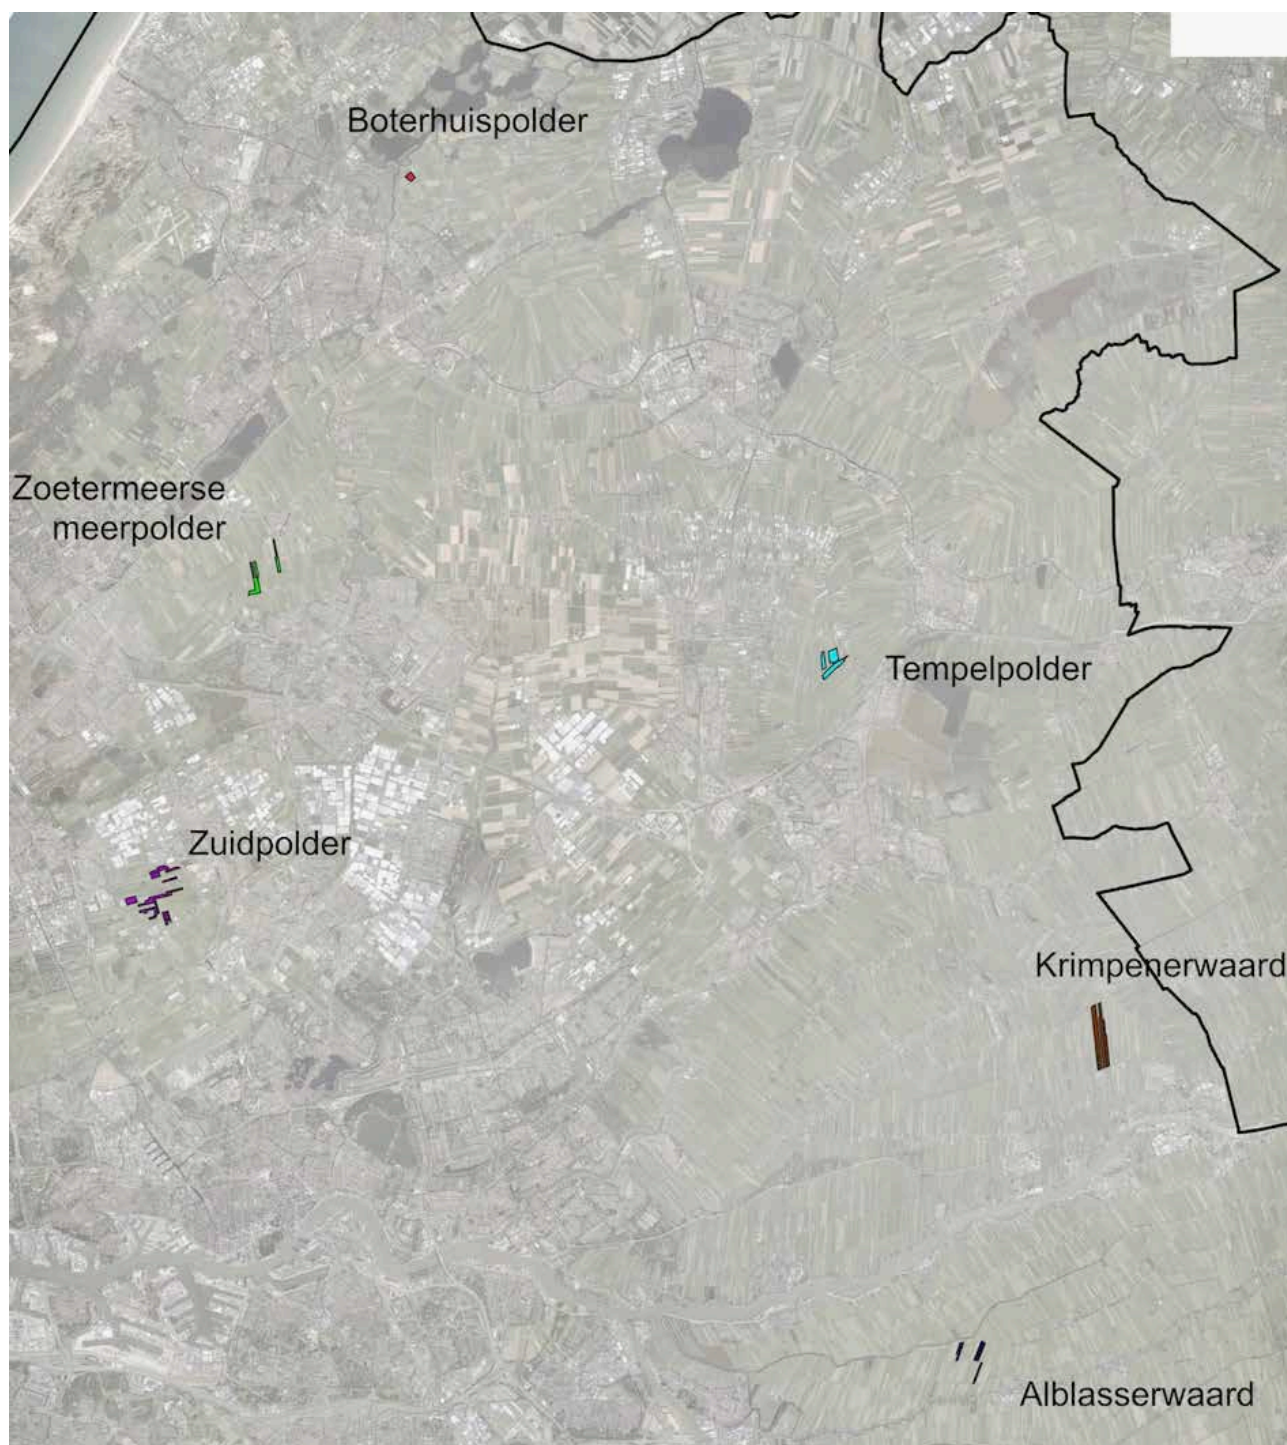 Boterhuispolder
Zoetermeerse
meerpolder
Tempelpolder
Zuidpolder
Krimpenerwaard
Alblasserwaard